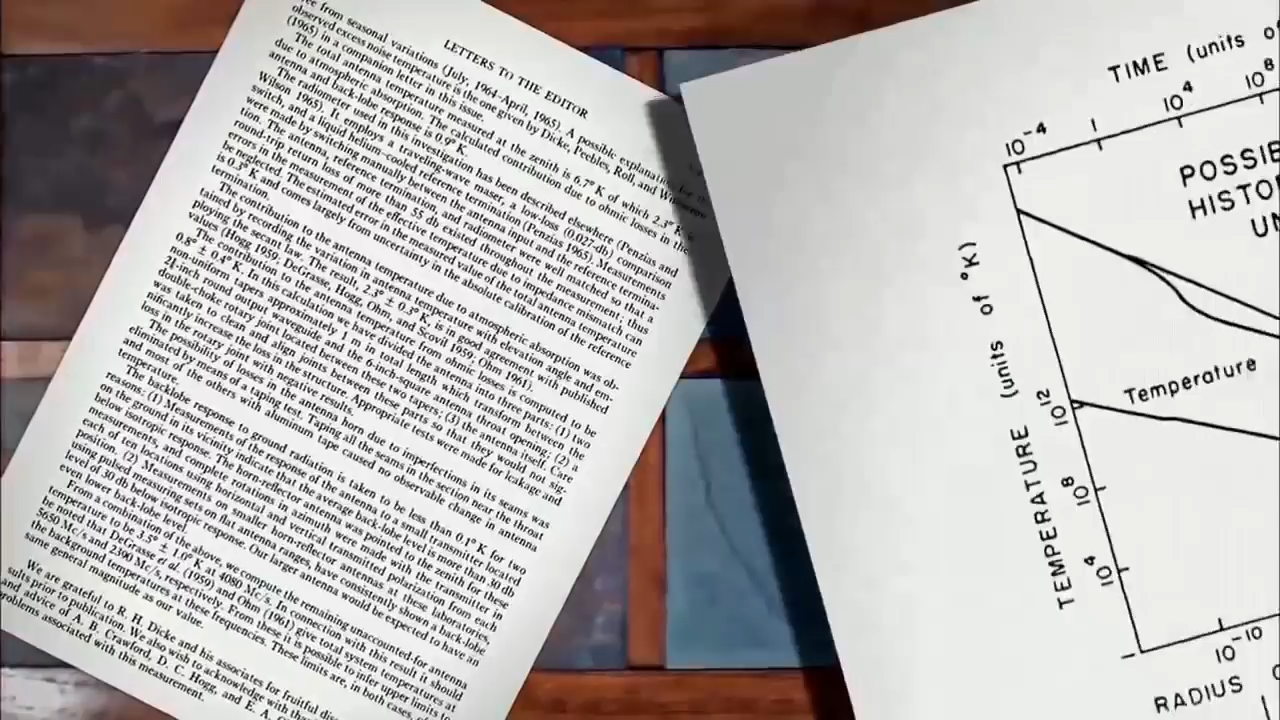 LETTERS TO THE EDITOR
free from seasonal variations (July, 1964–April, 1965). A possible explanation for the
observed excess noise temperature is the one given by Dicke, Peebles, Roll, and Wilkinson
(1965) in a companion letter in this issue.
The total antenna temperature measured at the zenith is 6.7° K of which 2.3° K is
due to atmospheric absorption. The calculated contribution due to ohmic losses in the
antenna and back-lobe response is 0.9° K.
The radiometer used in this investigation has been described elsewhere (Penzias and
Wilson 1965). It employs a traveling-wave maser, a low-loss (0.027-db) comparison
switch, and a liquid helium–cooled reference termination (Penzias 1965). Measurements
were made by switching manually between the antenna input and the reference termina-
tion. The antenna, reference termination, and radiometer were well matched so that a
round-trip return loss of more than 55 db existed throughout the measurement; thus
errors in the measurement of the effective temperature due to impedance mismatch can
be neglected. The estimated error in the measured value of the total antenna temperature
is 0.3° K and comes largely from uncertainty in the absolute calibration of the reference
termination.
The contribution to the antenna temperature due to atmospheric absorption was ob-
tained by recording the variation in antenna temperature with elevation angle and em-
ploying the secant law. The result, 2.3° ± 0.3° K, is in good agreement with published
values (Hogg 1959; DeGrasse, Hogg, Ohm, and Scovil 1959; Ohm 1961).
The contribution to the antenna temperature from ohmic losses is computed to be
0.8° ± 0.4° K. In this calculation we have divided the antenna into three parts: (1) two
non-uniform tapers approximately 1 m in total length which transform between the
2⅛-inch round output waveguide and the 6-inch-square antenna throat opening; (2) a
double-choke rotary joint located between these two tapers; (3) the antenna itself. Care
was taken to clean and align joints between these parts so that they would not sig-
nificantly increase the loss in the structure. Appropriate tests were made for leakage and
loss in the rotary joint with negative results.
The possibility of losses in the antenna horn due to imperfections in its seams was
eliminated by means of a taping test. Taping all the seams in the section near the throat
and most of the others with aluminum tape caused no observable change in antenna
temperature.
The backlobe response to ground radiation is taken to be less than 0.1° K for two
reasons: (1) Measurements of the response of the antenna to a small transmitter located
on the ground in its vicinity indicate that the average back-lobe level is more than 30 db
below isotropic response. The horn-reflector antenna was pointed to the zenith for these
measurements, and complete rotations in azimuth were made with the transmitter in
each of ten locations using horizontal and vertical transmitted polarization from each
position. (2) Measurements on smaller horn-reflector antennas at these laboratories,
using pulsed measuring sets on flat antenna ranges, have consistently shown a back-lobe
level of 30 db below isotropic response. Our larger antenna would be expected to have an
even lower back-lobe level.
From a combination of the above, we compute the remaining unaccounted-for antenna
temperature to be 3.5° ± 1.0° K at 4080 Mc/s. In connection with this result it should
be noted that DeGrasse et al. (1959) and Ohm (1961) give total system temperatures at
5650 Mc/s and 2390 Mc/s, respectively. From these it is possible to infer upper limits to
the background temperatures at these frequencies. These limits are, in both cases, of
same general magnitude as our value.
We are grateful to R. H. Dicke and his associates for fruitful
sults prior to publication. We also wish to acknowledge with
and advice of A. B. Crawford, D. C. Hogg, and E. A.
problems associated with this measurement.
TIME (units of
10⁻⁴ 1 10⁴ 10⁸
POSSIB
HISTO
UN
TEMPERATURE (units of °K)
Temperature
10¹²
10⁸
10⁴
10⁻¹⁰
RADIUS